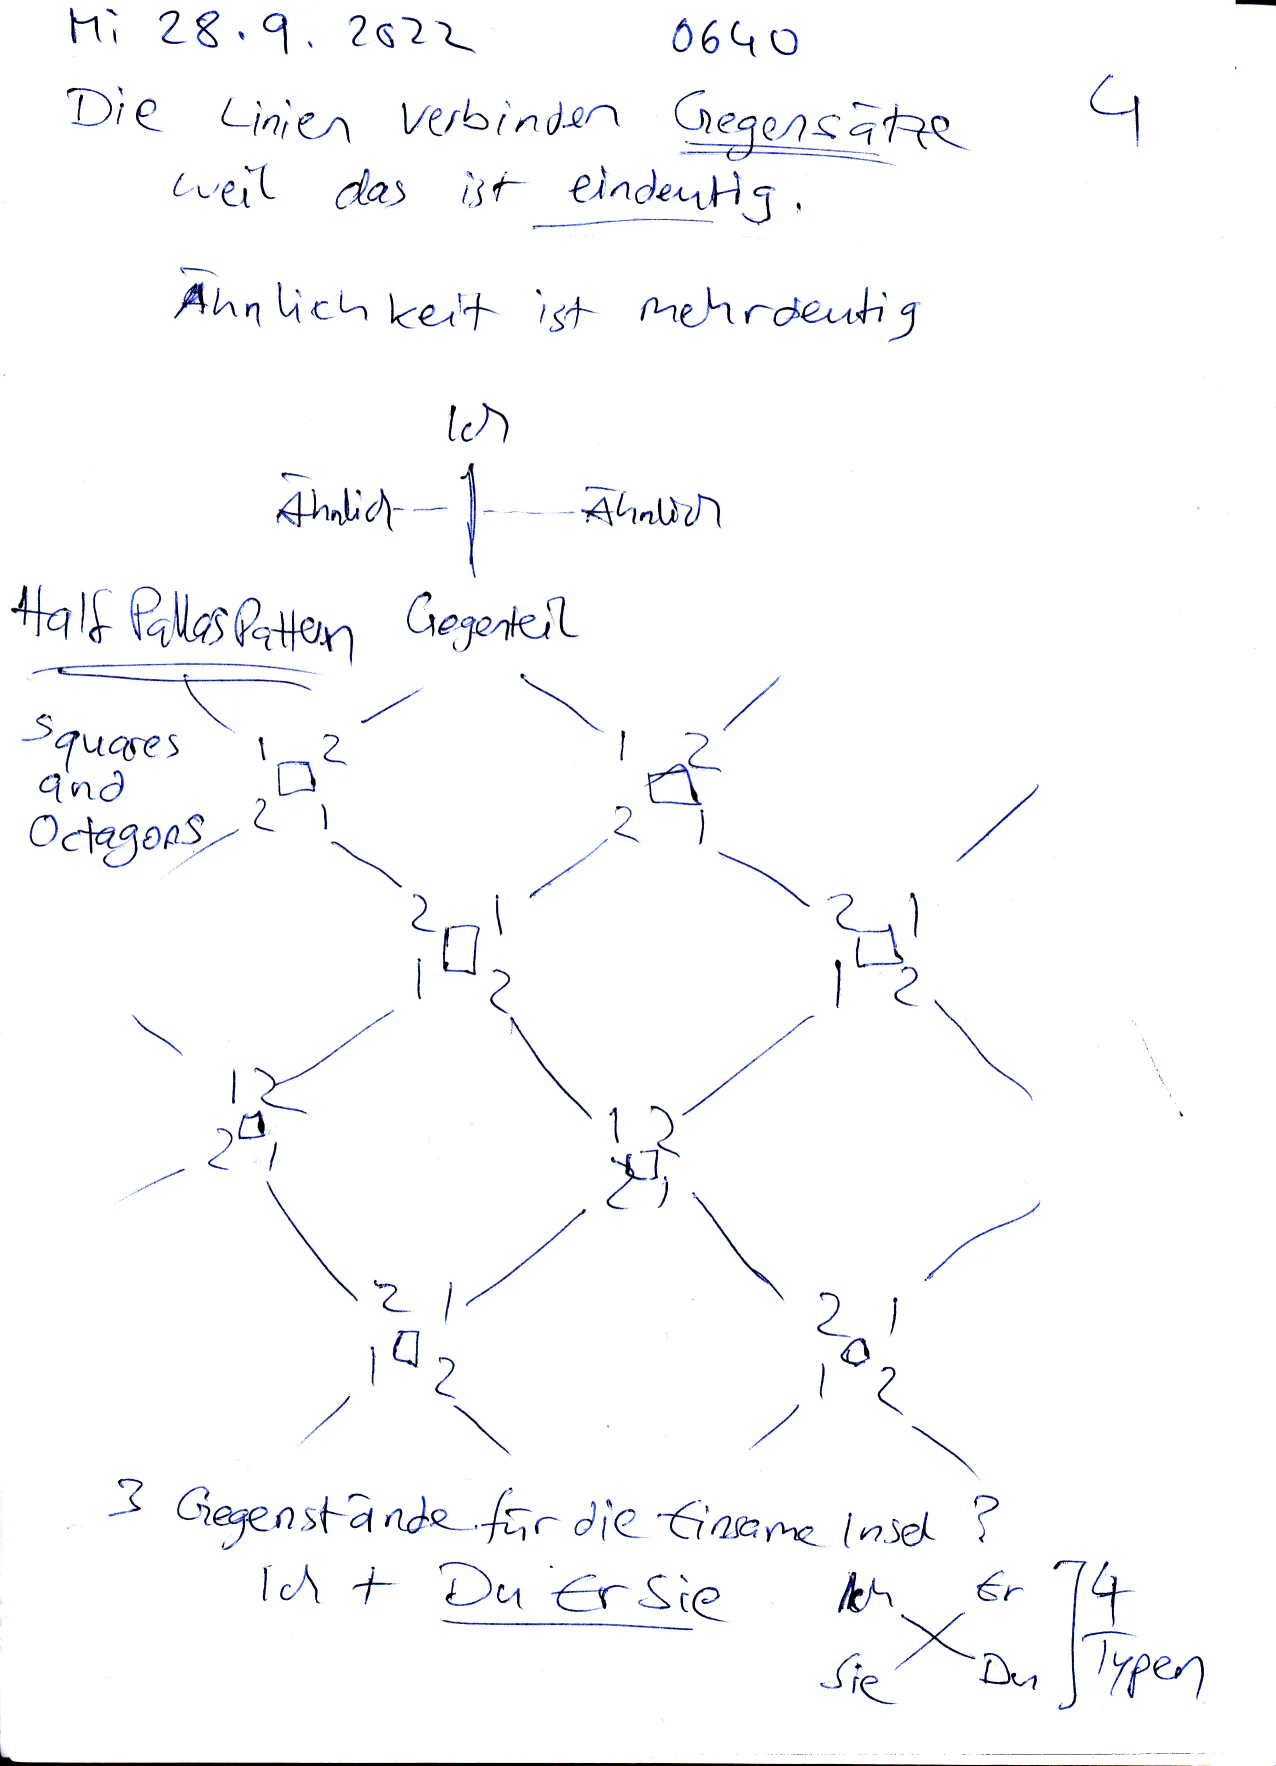 Mi 28.9.2022 0640
4
Die Linien verbinden Gegensätze
weil das ist eindeutig.
Ähnlichkeit ist mehrdeutig
Ich
Ähnlich Ähnlich
Half Pallas Pattern Gegenteil
Squares
and
Octagons
1 2 1 2
2 1 2 1
2 1 2 1
1 2 1 2
1 2 1 2
2 1 2 1
2 1 2 1
1 2 1 2
3 Gegenstände für die Einsame Insel?
Ich + Du Er Sie
Ich Er
Sie Du
4
Typen